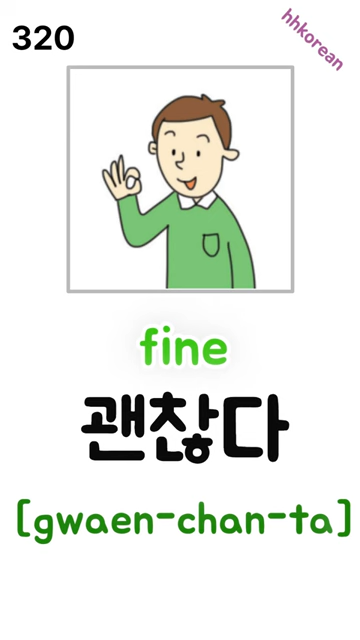 320
hhkorean
fine
괜찮다
[gwaen-chan-ta]